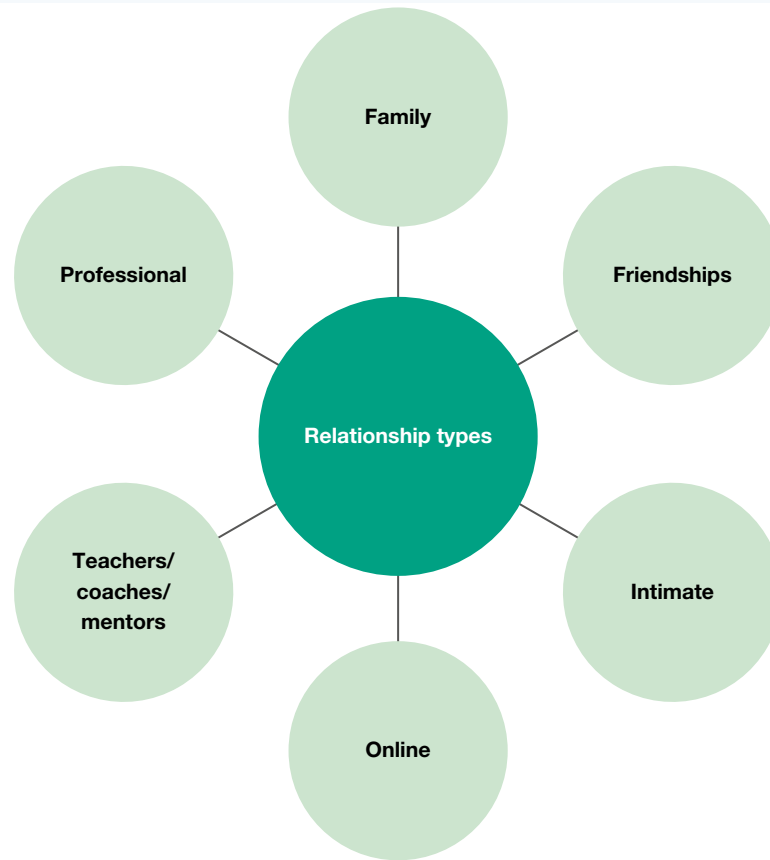 Family
Professional
Friendships
Relationship types
Teachers/
coaches/
mentors
Intimate
Online